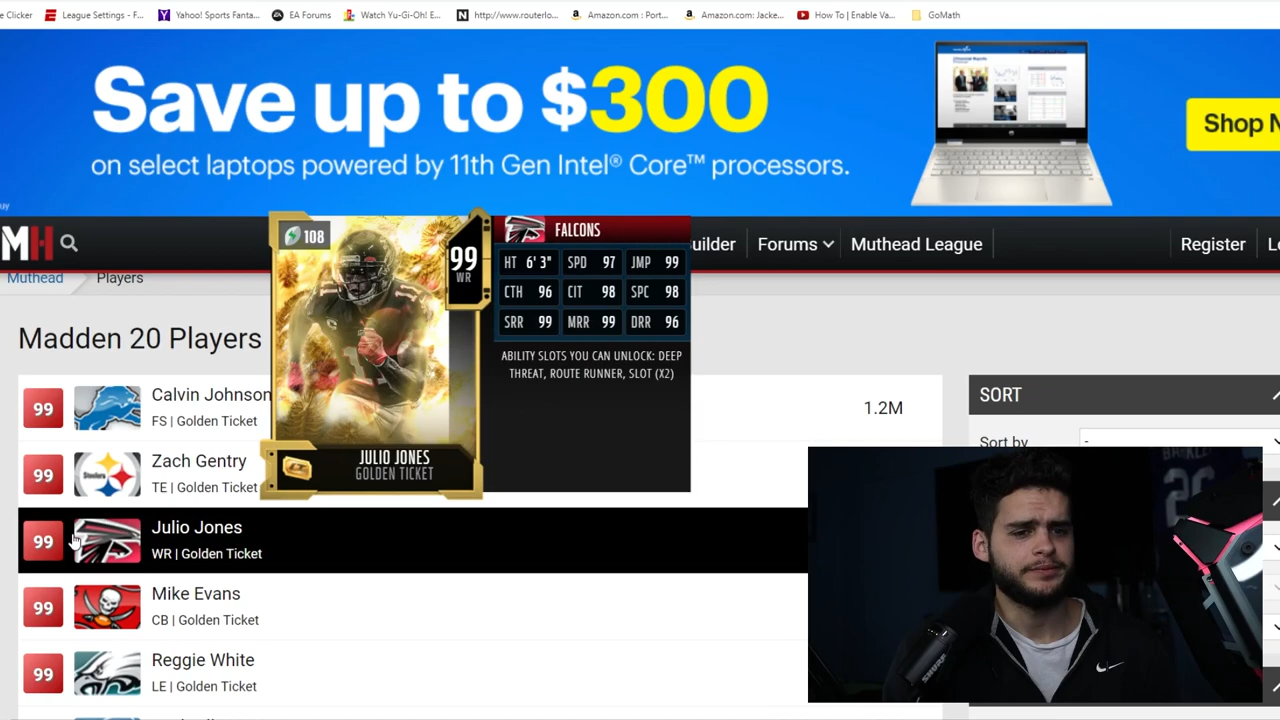 e Clicker
League Settings - F...
Yahoo! Sports Fanta...
EA Forums
Watch Yu-Gi-Oh! E...
http://www.routerlo...
Amazon.com : Port...
Amazon.com: Jacke...
How To | Enable Va...
GoMath
Save up to $300
on select laptops powered by 11th Gen Intel® Core™ processors.
Shop N
uy
MH
uilder
Forums
Muthead League
Register
L
Muthead
Players
108
99
WR
FALCONS
HT 6' 3" SPD 97 JMP 99
CTH 96 CIT 98 SPC 98
SRR 99 MRR 99 DRR 96
ABILITY SLOTS YOU CAN UNLOCK: DEEP
THREAT, ROUTE RUNNER, SLOT (X2)
JULIO JONES
GOLDEN TICKET
Madden 20 Players
99
Calvin Johnson
FS | Golden Ticket
1.2M
99
Zach Gentry
TE | Golden Ticket
Steelers
99
Julio Jones
WR | Golden Ticket
99
Mike Evans
CB | Golden Ticket
99
Reggie White
LE | Golden Ticket
SORT
Sort by
-
SHURE